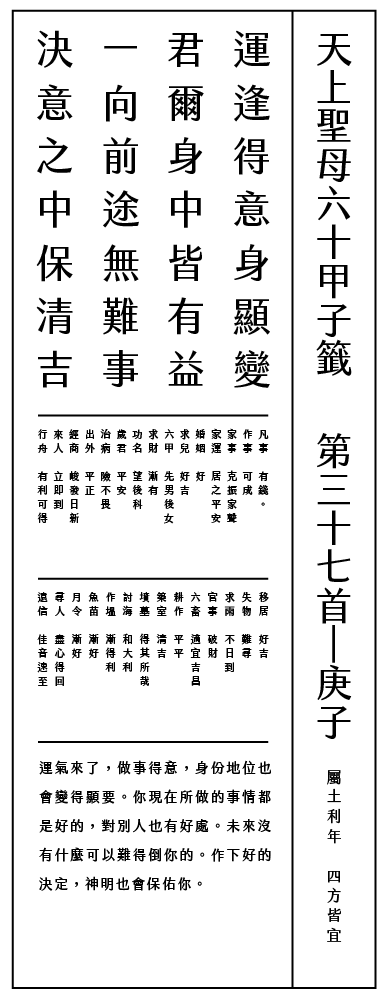 天上聖母六十甲子籤　第三十七首—庚子
屬土利年　四方皆宜
運逢得意身顯變
君爾身中皆有益
一向前途無難事
決意之中保清吉
凡事　有錢。
作事　可成
家事　克振家聲
家運　居之平安
婚姻　好
求兒　好吉
六甲　先男後女
求財　漸有
功名　望後科
歲君　平安
治病　險不畏
出外　平正
經商　峻發日新
來人　立即到
行舟　有利可得
移居　好吉
失物　難尋
求雨　不日到
官事　破財
六畜　適宜吉昌
耕作　平平
築室　清吉
墳墓　得其所哉
討海　和大利
作塭　漸得利
魚苗　漸好
月令　漸好
尋人　盡心得回
遠信　佳音速至
運氣來了，做事得意，身份地位也
會變得顯要。你現在所做的事情都
是好的，對別人也有好處。未來沒
有什麼可以難得倒你的。作下好的
決定，神明也會保佑你。